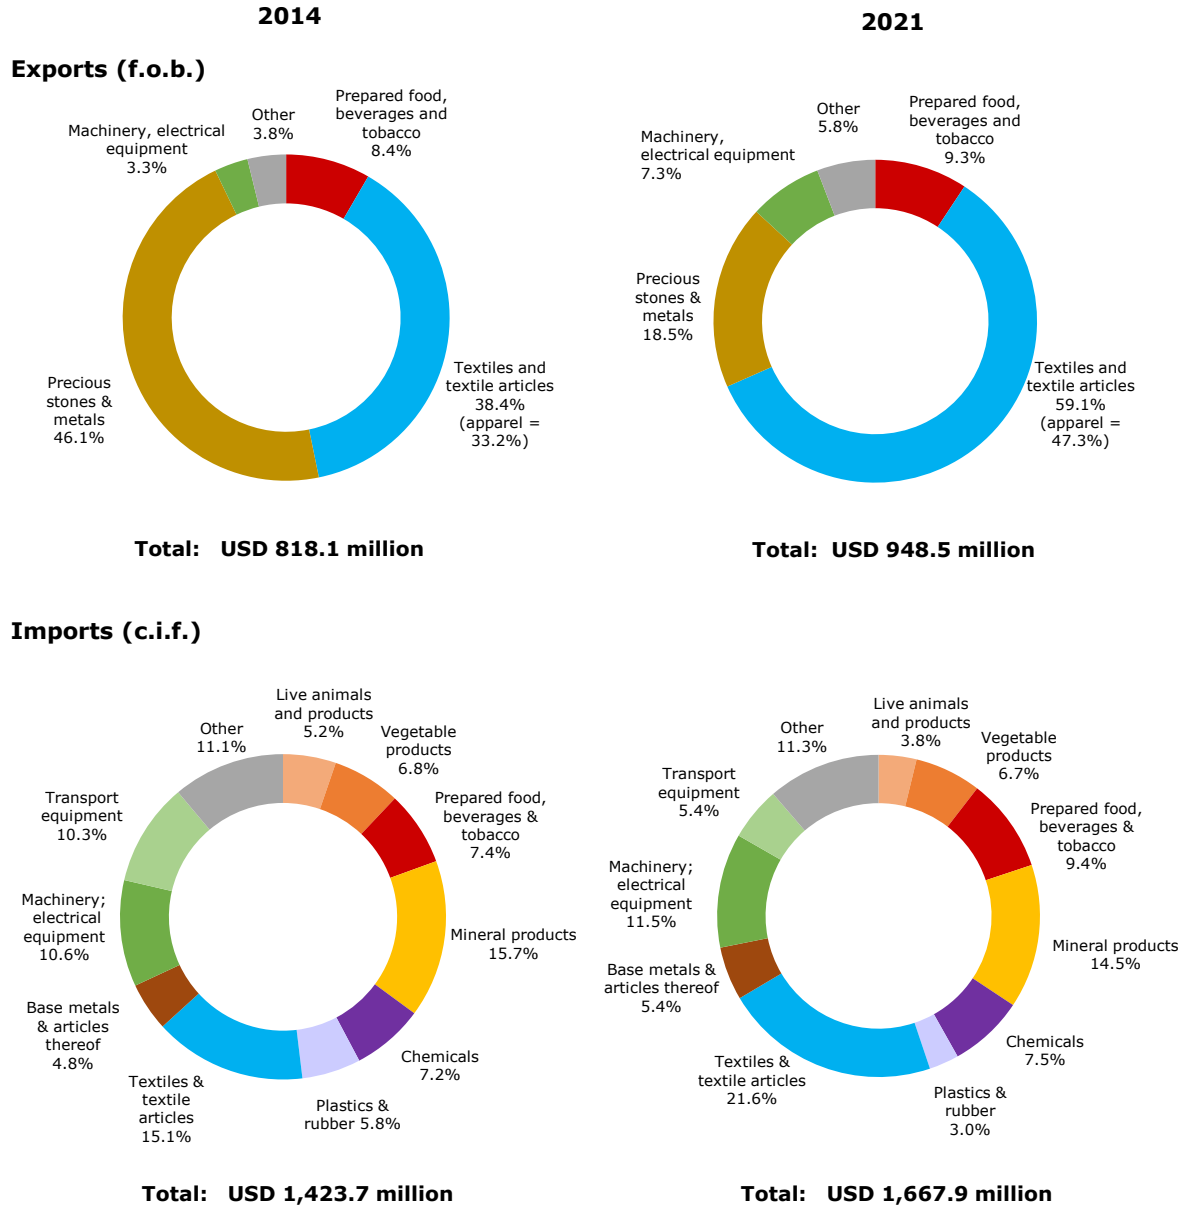 2014
2021
Exports (f.o.b.)
Other
3.8%
Prepared food,
beverages and
tobacco
8.4%
Machinery, electrical
equipment
3.3%
Precious
stones &
metals
46.1%
Textiles and
textile articles
38.4%
(apparel =
33.2%)
Total: USD 818.1 million
Other
5.8%
Prepared food,
beverages and
tobacco
9.3%
Machinery,
electrical equipment
7.3%
Precious
stones &
metals
18.5%
Textiles and
textile articles
59.1%
(apparel =
47.3%)
Total: USD 948.5 million
Imports (c.i.f.)
Live animals
and products
5.2%
Other
11.1%
Vegetable
products
6.8%
Transport
equipment
10.3%
Prepared food,
beverages &
tobacco
7.4%
Machinery;
electrical
equipment
10.6%
Mineral products
15.7%
Base metals
& articles
thereof
4.8%
Chemicals
7.2%
Textiles &
textile
articles
15.1%
Plastics &
rubber 5.8%
Total: USD 1,423.7 million
Live animals
and products
3.8%
Other
11.3%
Vegetable
products
6.7%
Transport
equipment
5.4%
Prepared food,
beverages &
tobacco
9.4%
Machinery;
electrical
equipment
11.5%
Mineral products
14.5%
Base metals &
articles thereof
5.4%
Chemicals
7.5%
Textiles &
textile articles
21.6%
Plastics &
rubber
3.0%
Total: USD 1,667.9 million